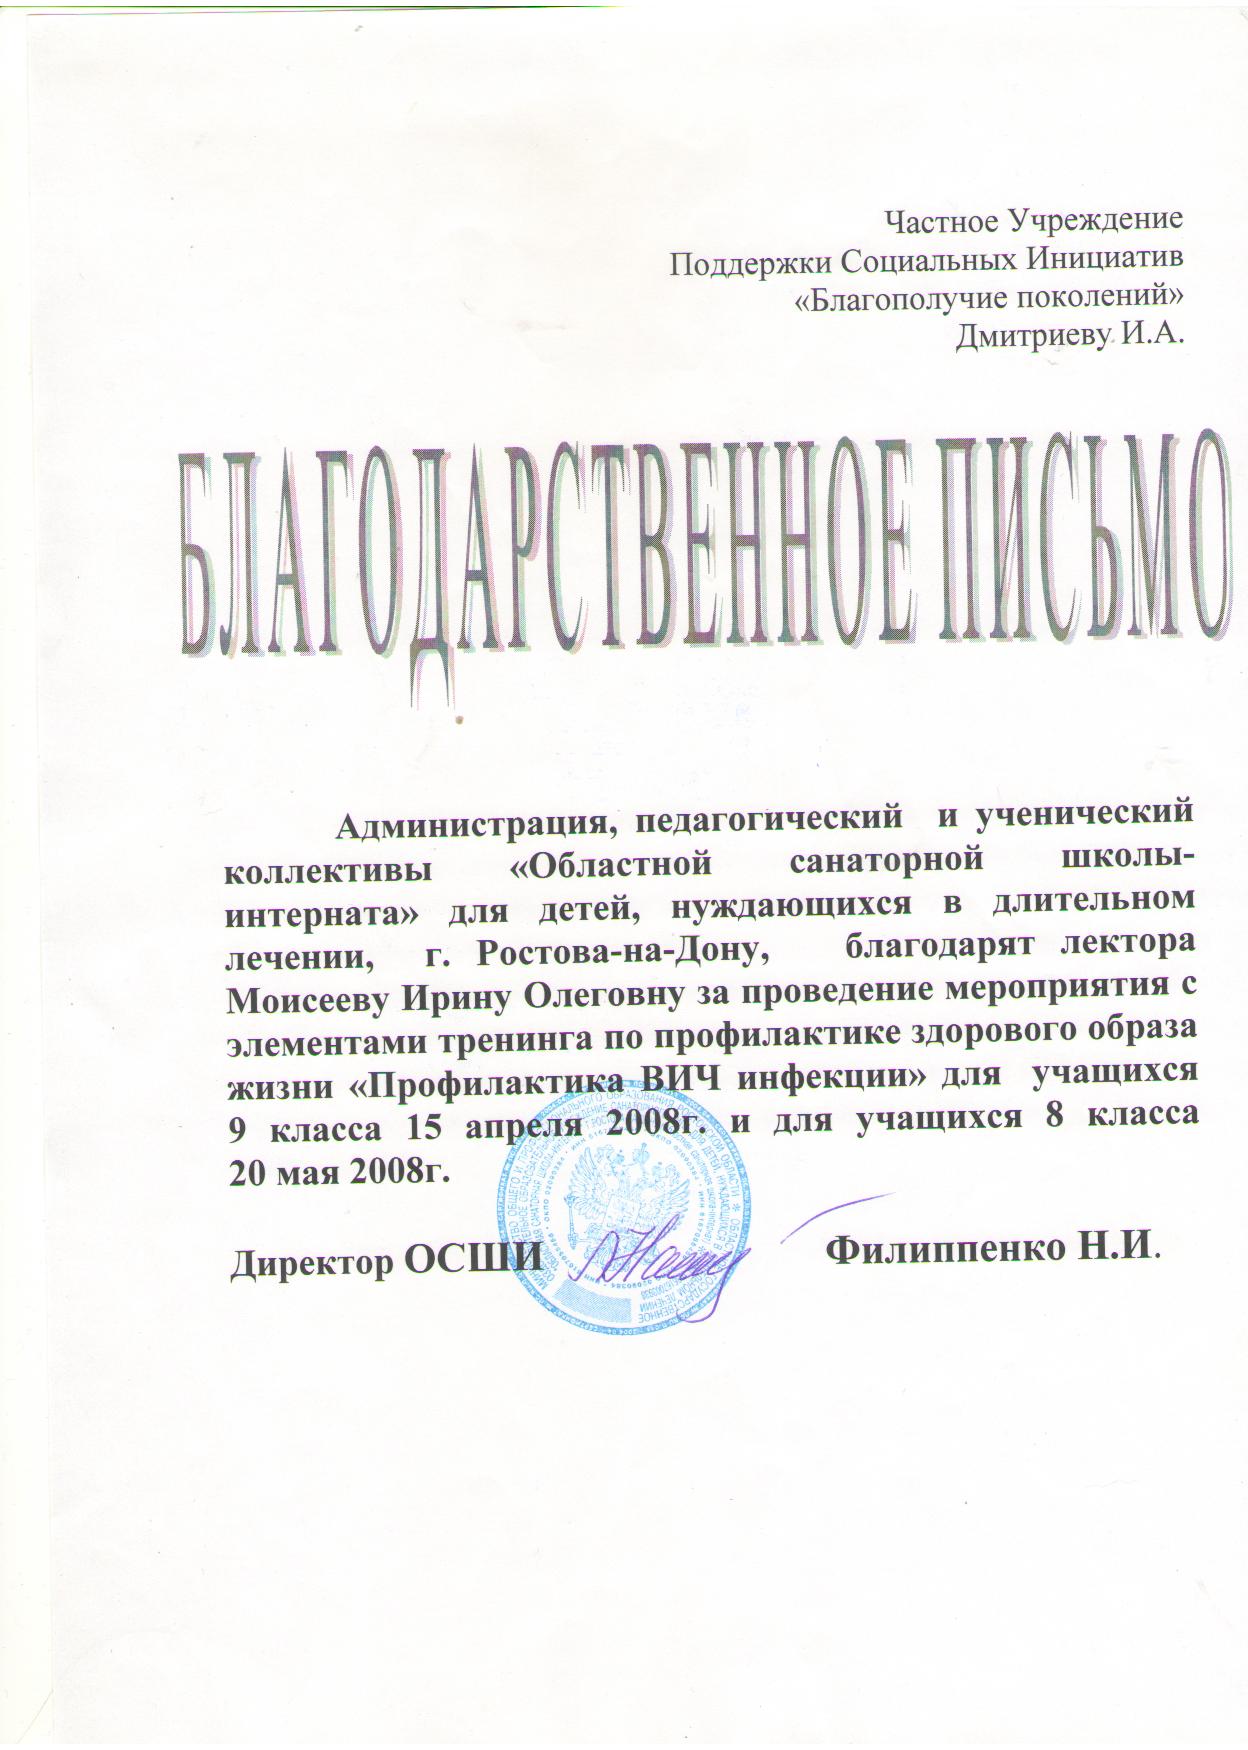 Частное Учреждение
Поддержки Социальных Инициатив
«Благополучие поколений»
Дмитриеву И.А.
БЛАГОДАРСТВЕННОЕ ПИСЬМО
Администрация, педагогический и ученический
коллективы «Областной санаторной школы-
интерната» для детей, нуждающихся в длительном
лечении, г. Ростова-на-Дону, благодарят лектора
Моисееву Ирину Олеговну за проведение мероприятия с
элементами тренинга по профилактике здорового образа
жизни «Профилактика ВИЧ инфекции» для учащихся
9 класса 15 апреля 2008г. и для учащихся 8 класса
20 мая 2008г.
Директор ОСШИ Филиппенко Н.И.